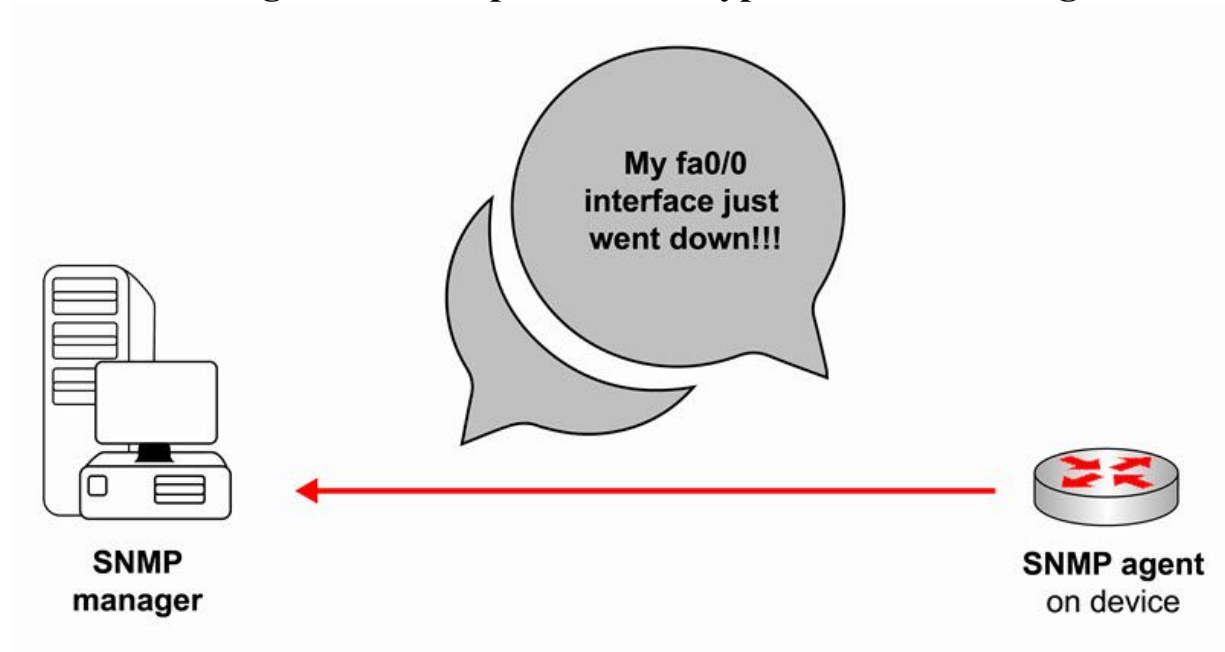 My fa0/0
interface just
went down!!!
SNMP
manager
SNMP agent
on device